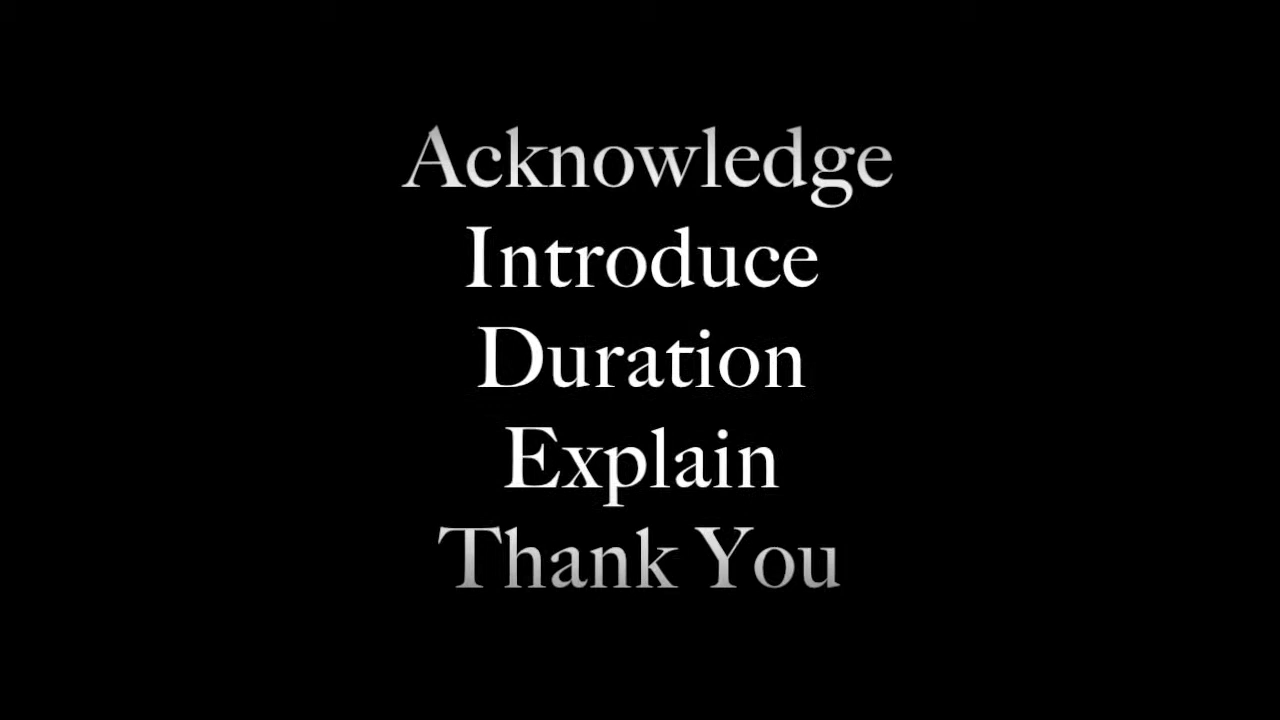 Acknowledge
Introduce
Duration
Explain
Thank You